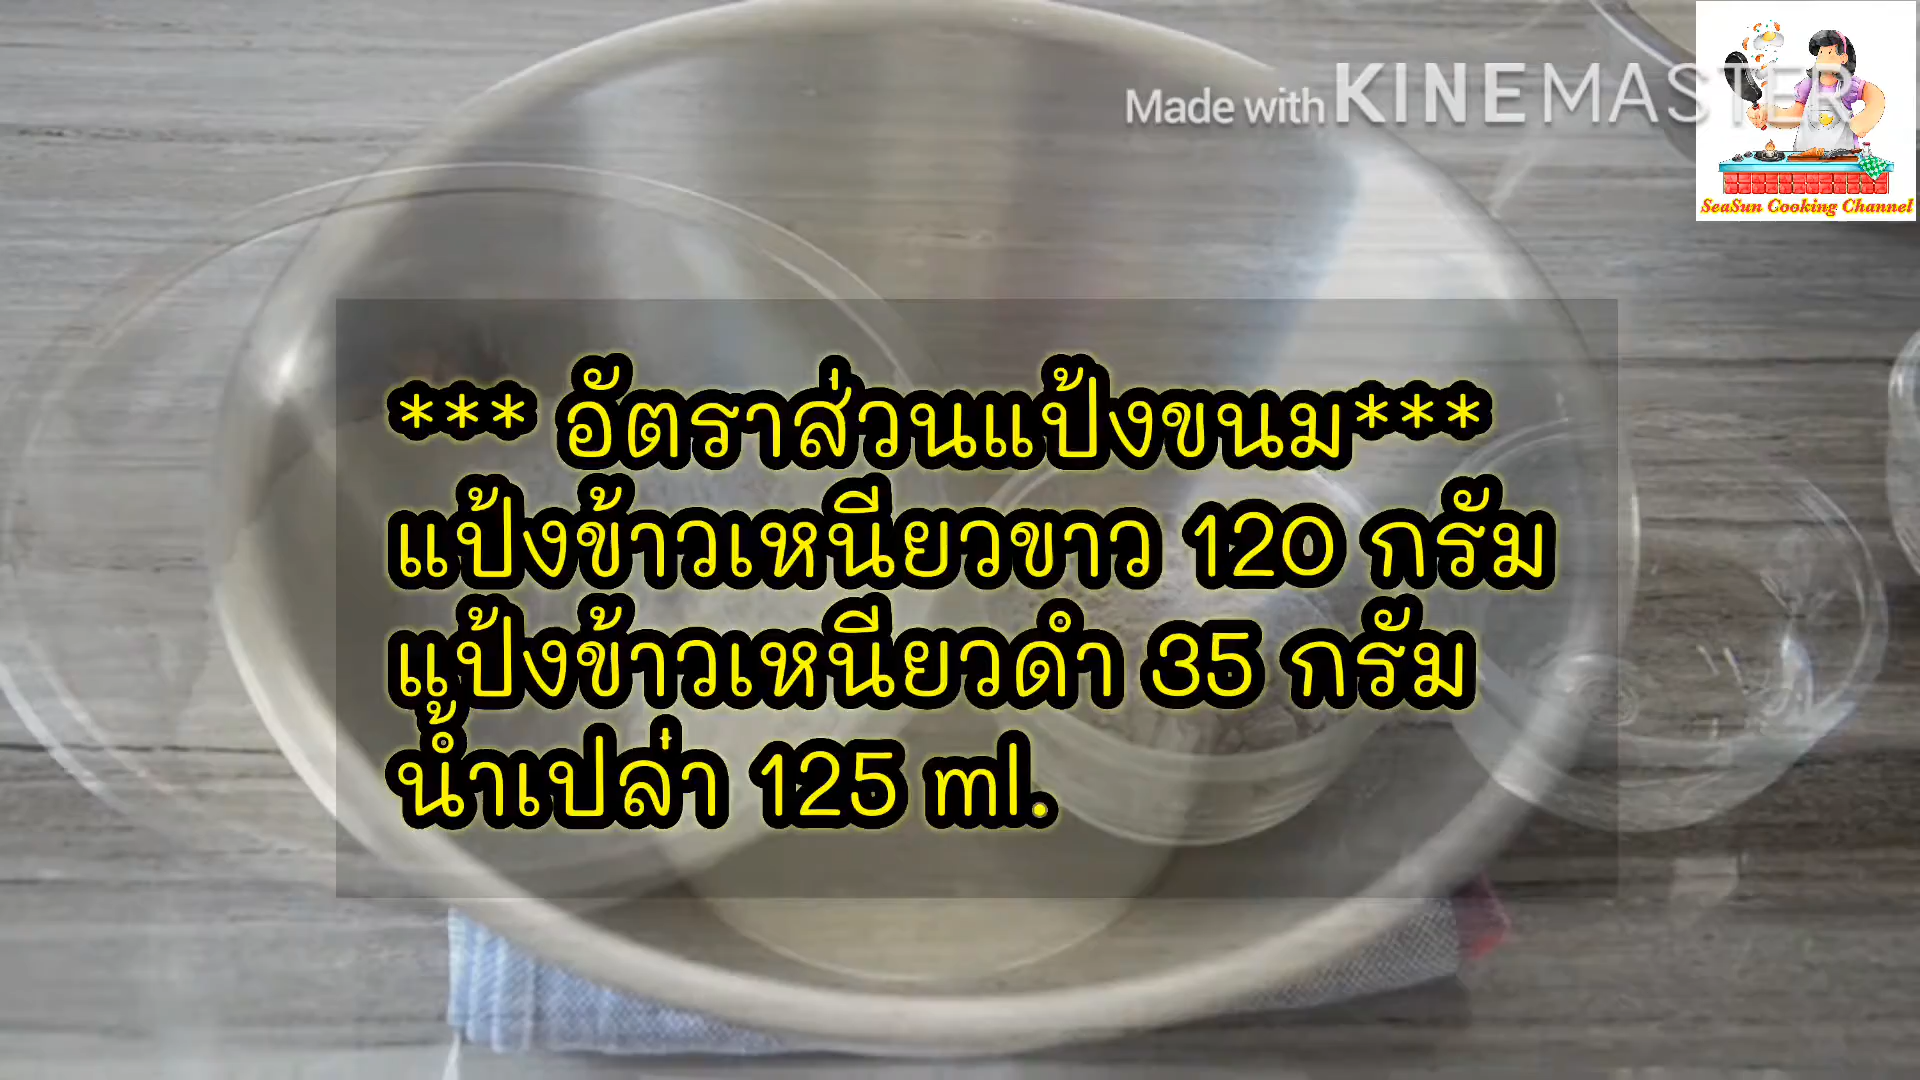 Made with KINEMASTER
SeaSun Cooking Channel
*** อัตราส่วนแป้งขนม***
แป้งข้าวเหนียวขาว 120 กรัม
แป้งข้าวเหนียวดำ 35 กรัม
น้ำเปล่า 125 ml.